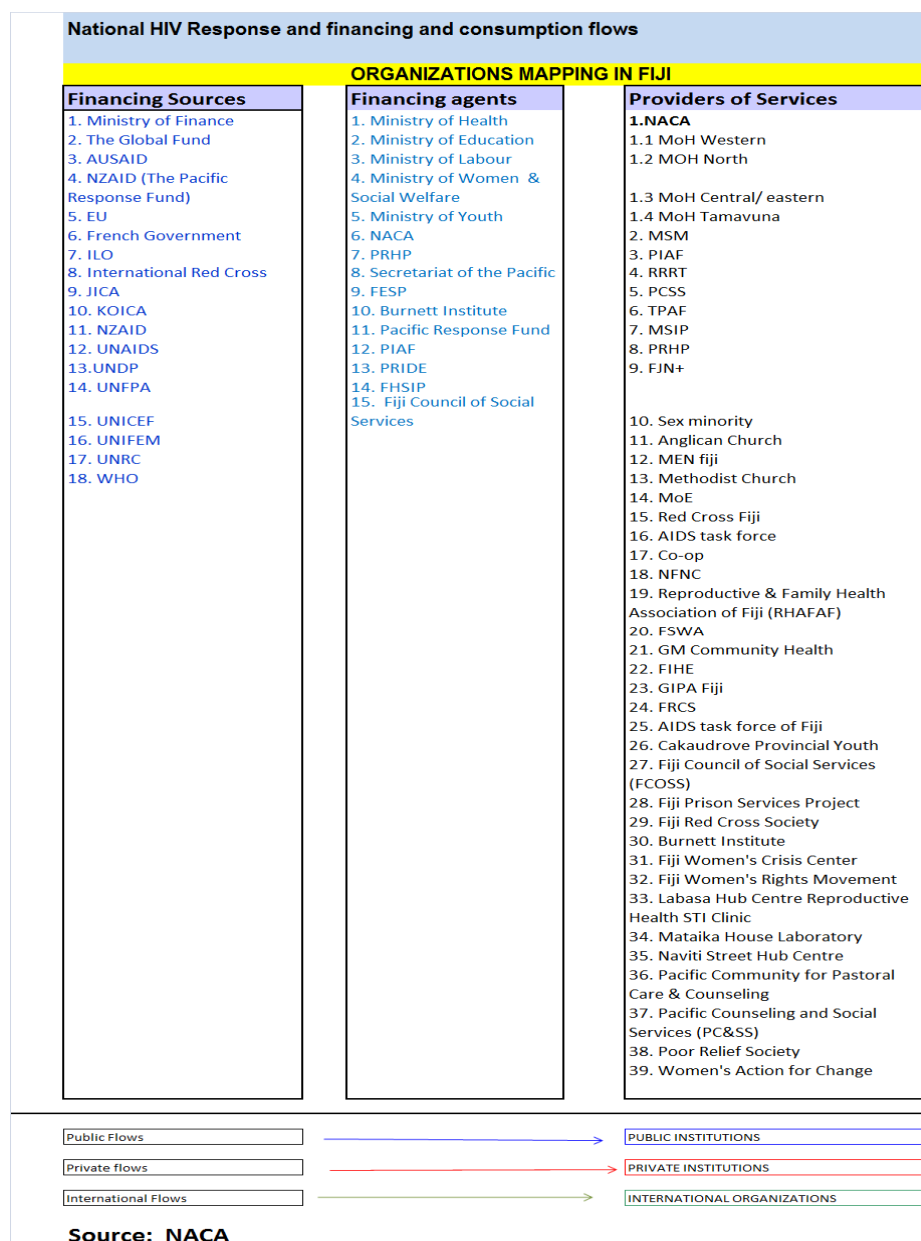 National HIV Response and financing and consumption flows
ORGANIZATIONS MAPPING IN FIJI
Financing Sources
1. Ministry of Finance
2. The Global Fund
3. AUSAID
4. NZAID (The Pacific
Response Fund)
5. EU
6. French Government
7. ILO
8. International Red Cross
9. JICA
10. KOICA
11. NZAID
12. UNAIDS
13.UNDP
14. UNFPA
15. UNICEF
16. UNIFEM
17. UNRC
18. WHO
Financing agents
1. Ministry of Health
2. Ministry of Education
3. Ministry of Labour
4. Ministry of Women &
Social Welfare
5. Ministry of Youth
6. NACA
7. PRHP
8. Secretariat of the Pacific
9. FESP
10. Burnett Institute
11. Pacific Response Fund
12. PIAF
13. PRIDE
14. FHSIP
15. Fiji Council of Social
Services
Providers of Services
1.NACA
1.1 MoH Western
1.2 MOH North
1.3 MoH Central/ eastern
1.4 MoH Tamavuna
2. MSM
3. PIAF
4. RRRT
5. PCSS
6. TPAF
7. MSIP
8. PRHP
9. FJN+
10. Sex minority
11. Anglican Church
12. MEN fiji
13. Methodist Church
14. MoE
15. Red Cross Fiji
16. AIDS task force
17. Co-op
18. NFNC
19. Reproductive & Family Health
Association of Fiji (RHAFAF)
20. FSWA
21. GM Community Health
22. FIHE
23. GIPA Fiji
24. FRCS
25. AIDS task force of Fiji
26. Cakaudrove Provincial Youth
27. Fiji Council of Social Services
(FCOSS)
28. Fiji Prison Services Project
29. Fiji Red Cross Society
30. Burnett Institute
31. Fiji Women's Crisis Center
32. Fiji Women's Rights Movement
33. Labasa Hub Centre Reproductive
Health STI Clinic
34. Mataika House Laboratory
35. Naviti Street Hub Centre
36. Pacific Community for Pastoral
Care & Counseling
37. Pacific Counseling and Social
Services (PC&SS)
38. Poor Relief Society
39. Women's Action for Change
Public Flows
PUBLIC INSTITUTIONS
Private flows
PRIVATE INSTITUTIONS
International Flows
INTERNATIONAL ORGANIZATIONS
Source: NACA